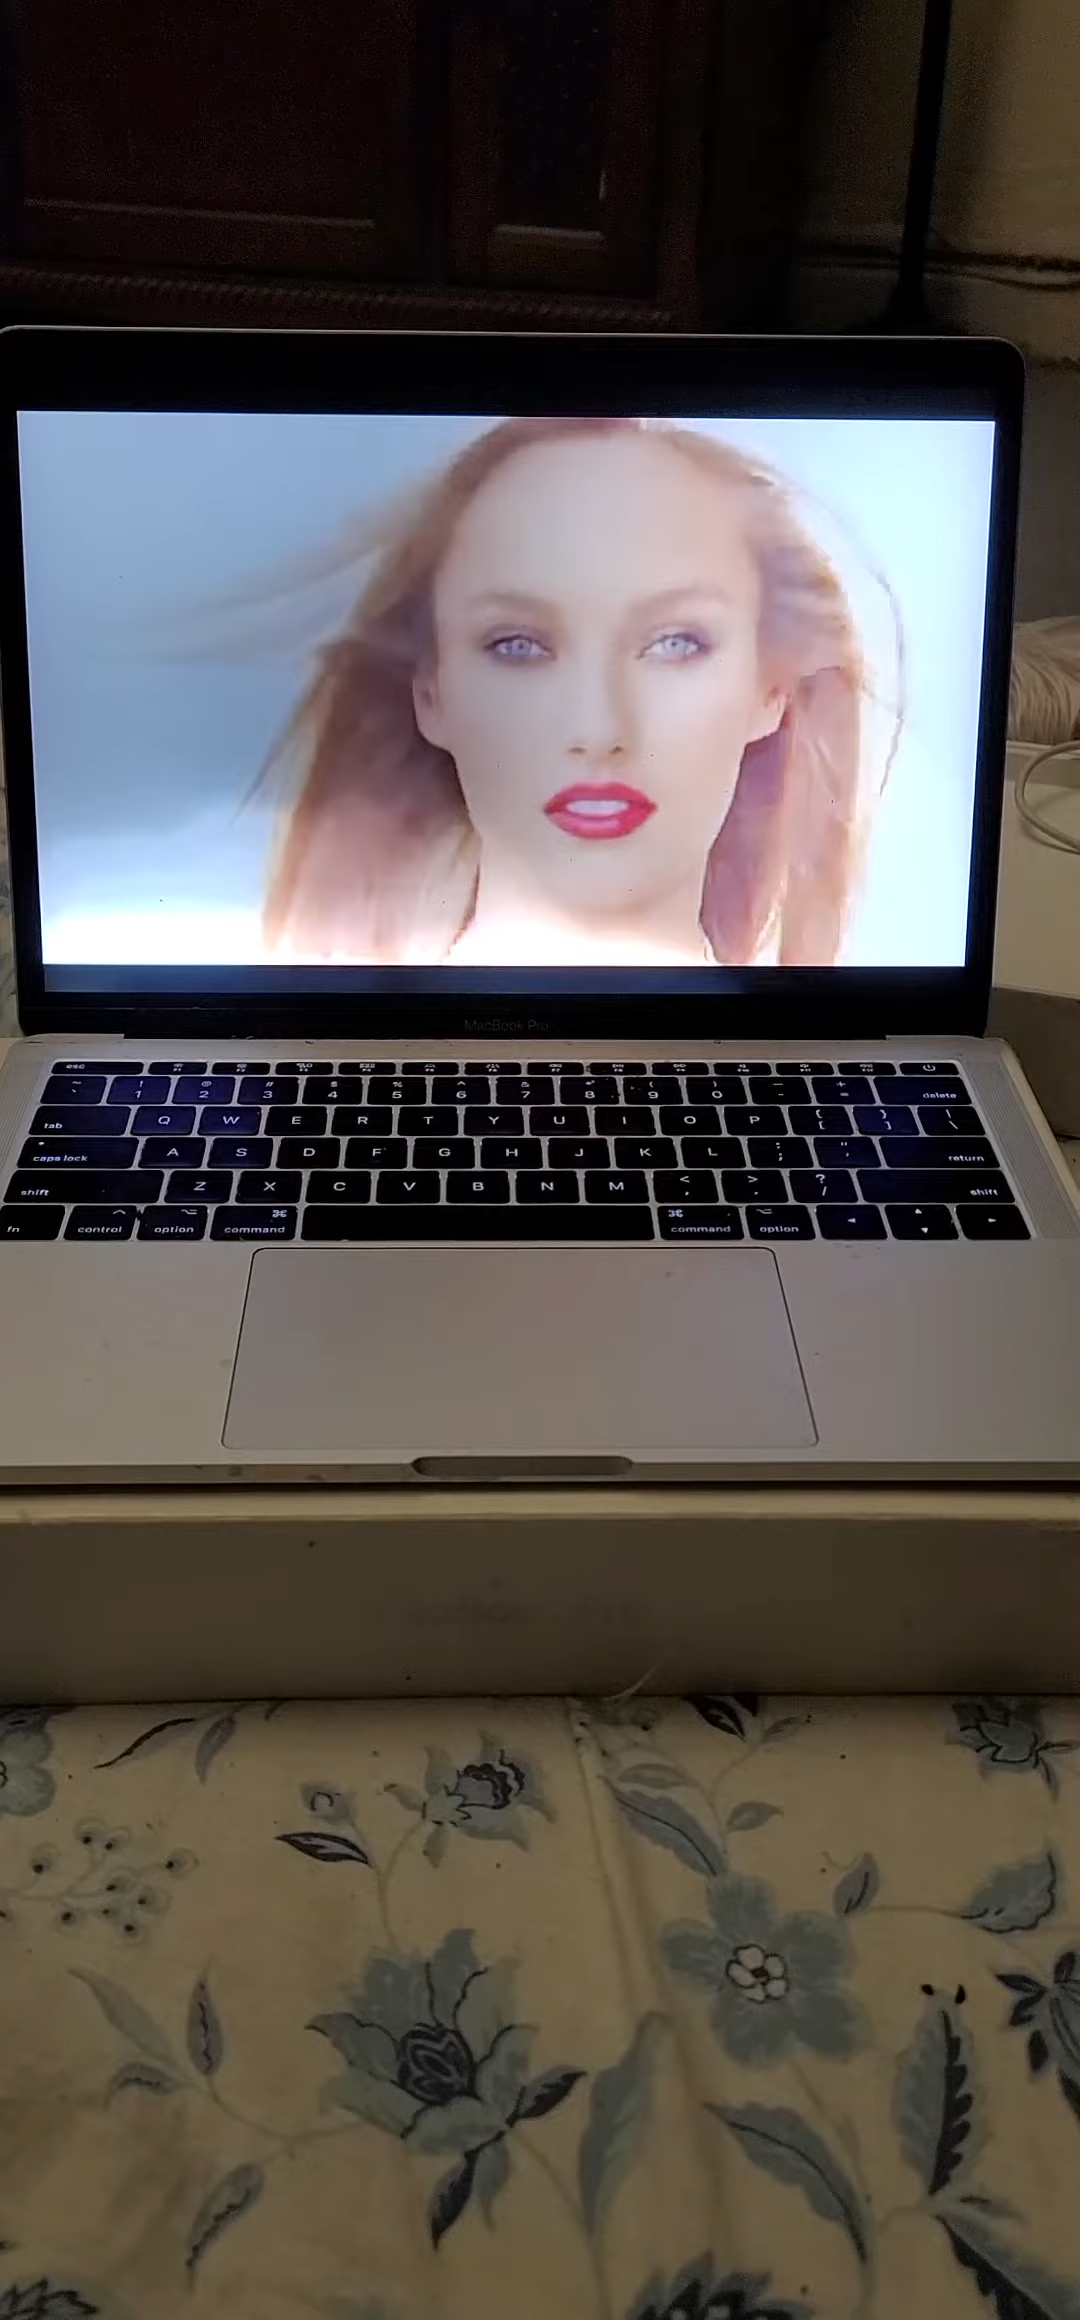 MacBook Pro
esc
~ ` ! 1 @ 2 # 3 $ 4 % 5 ^ 6 & 7 * 8 ( 9 ) 0 _ - + = delete
tab Q W E R T Y U I O P { [ } ] | \
caps lock A S D F G H J K L : ; " ' return
shift Z X C V B N M < , > . ? / shift
fn control option command command option